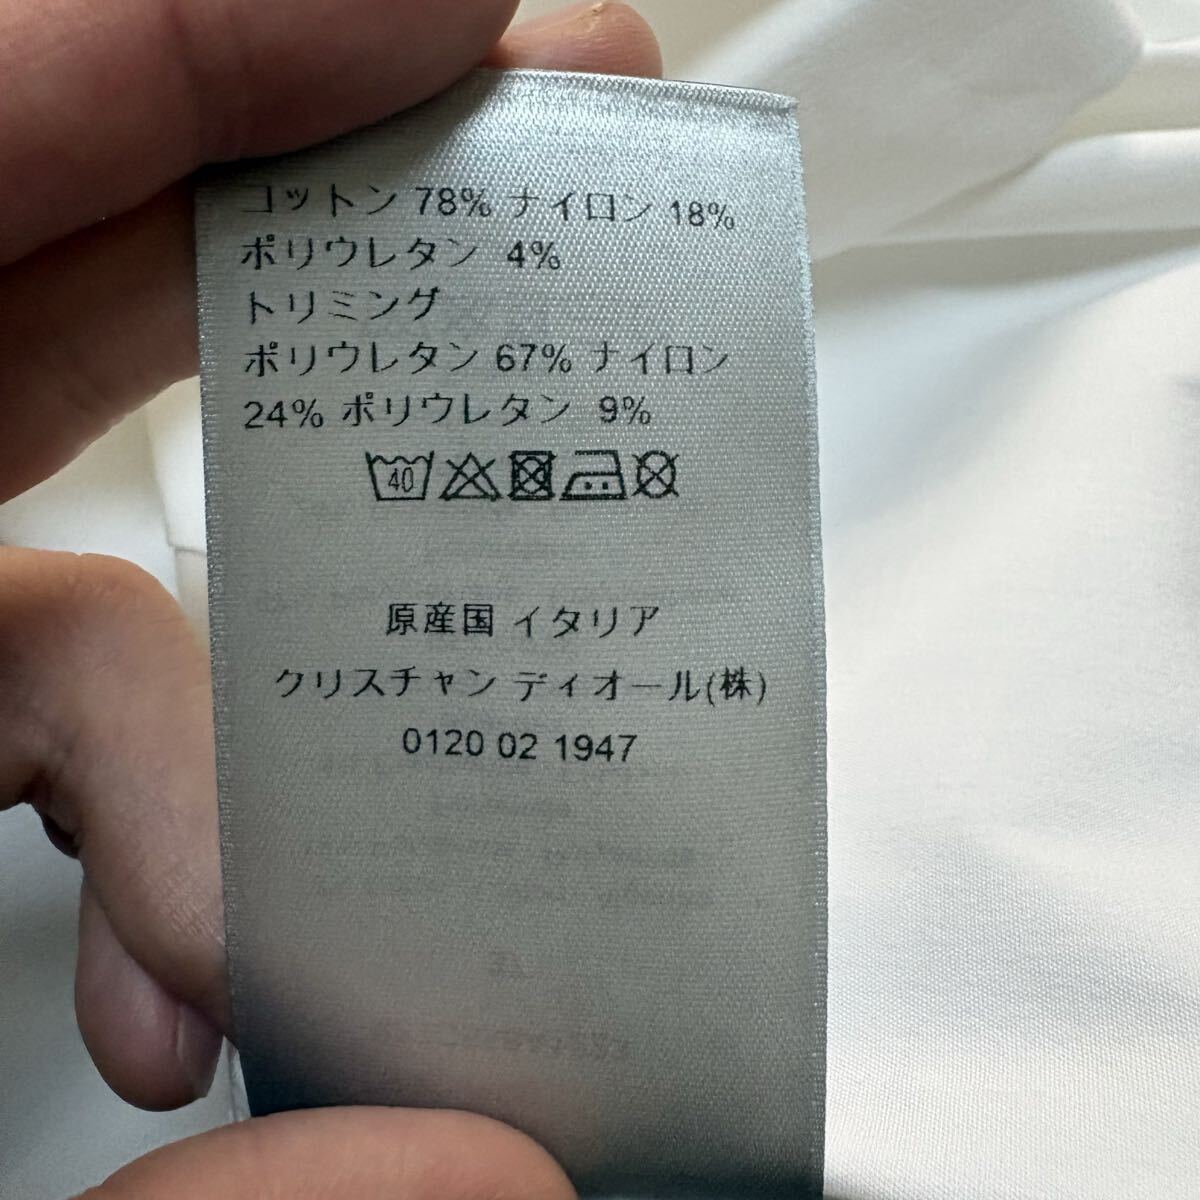 コットン 78% ナイロン 18%
ポリウレタン 4%
トリミング
ポリウレタン 67% ナイロン
24% ポリウレタン 9%
40
原産国 イタリア
クリスチャン ディオール(株)
0120 02 1947